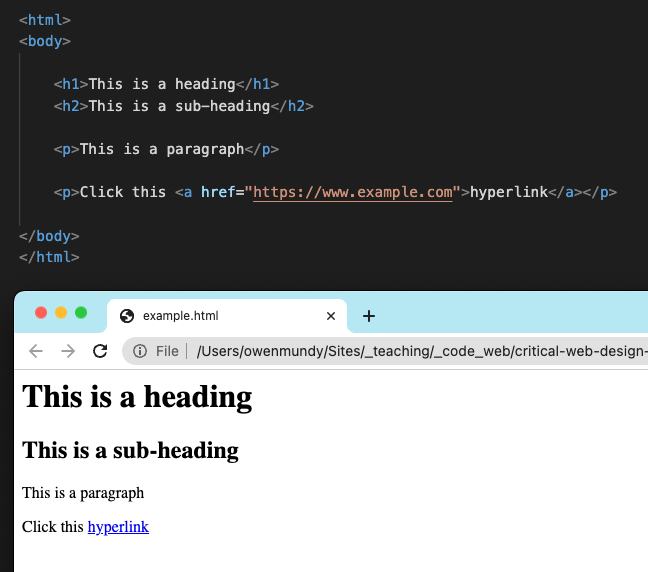 <html>
<body>
<h1>This is a heading</h1>
<h2>This is a sub-heading</h2>
<p>This is a paragraph</p>
<p>Click this <a href="https://www.example.com">hyperlink</a></p>
</body>
</html>
example.html
File | /Users/owenmundy/Sites/_teaching/_code_web/critical-web-design-
This is a heading
This is a sub-heading
This is a paragraph
Click this hyperlink